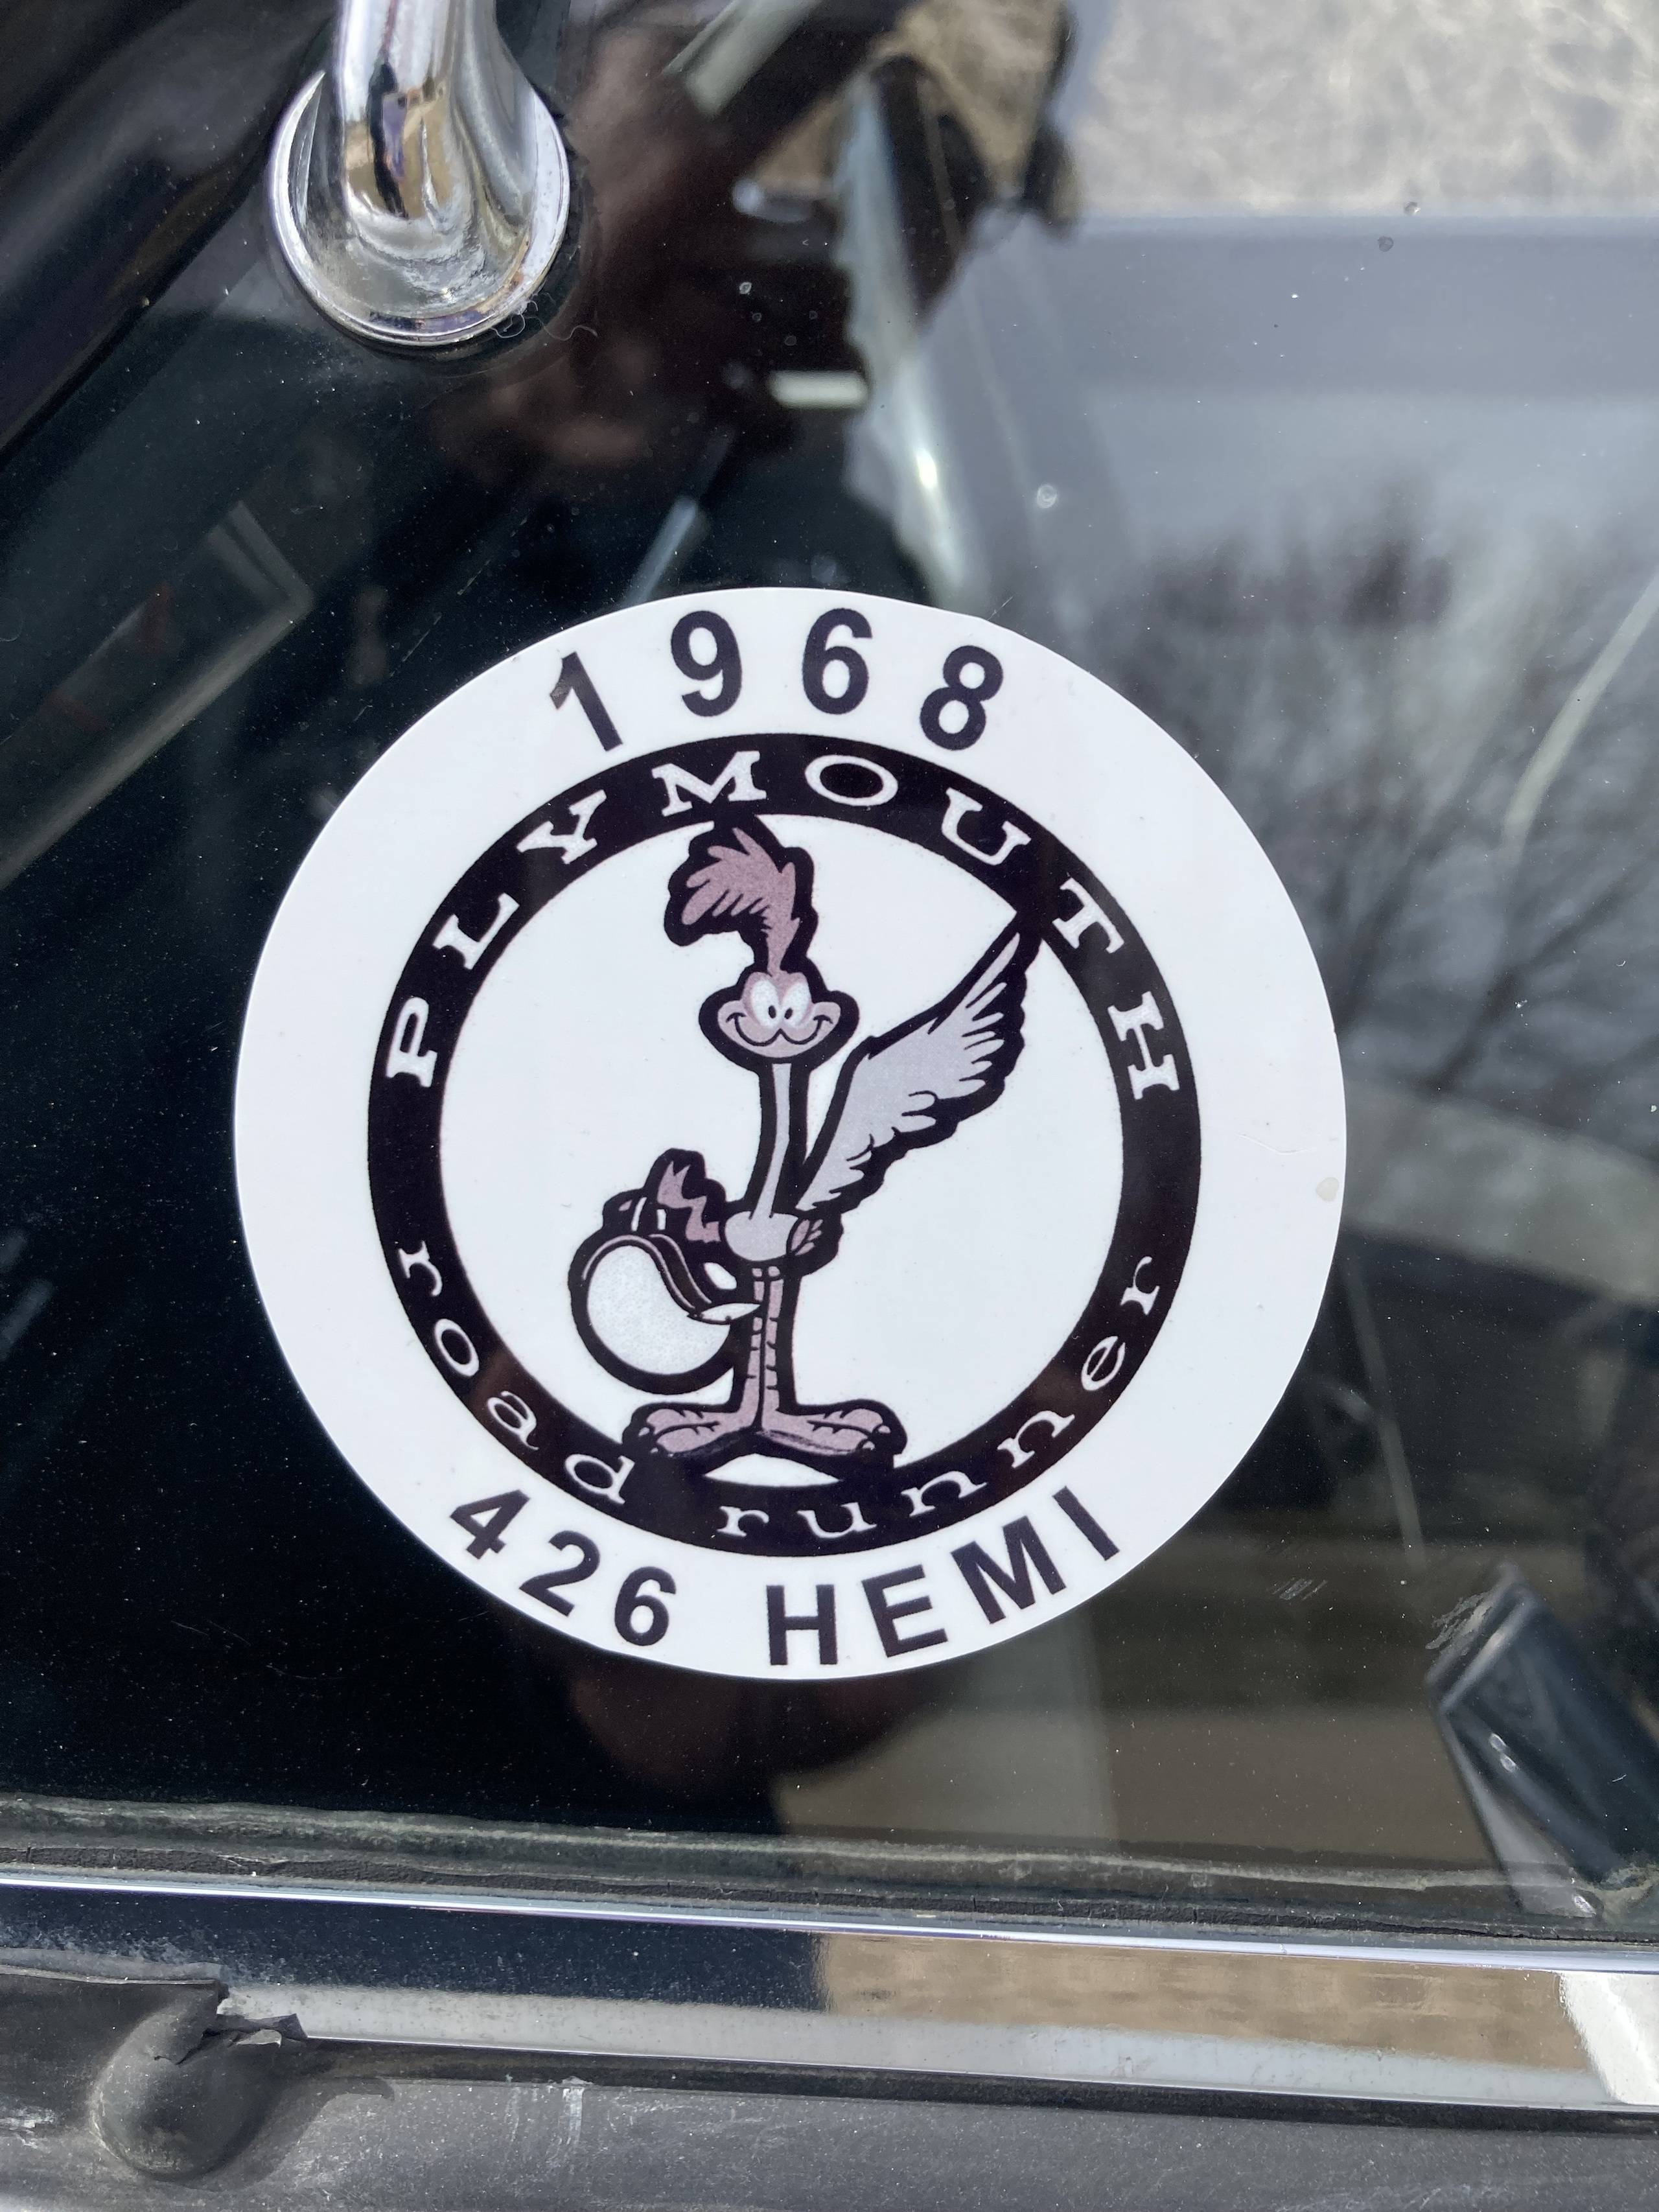 1968
PLYMOUTH
road runner
426 HEMI